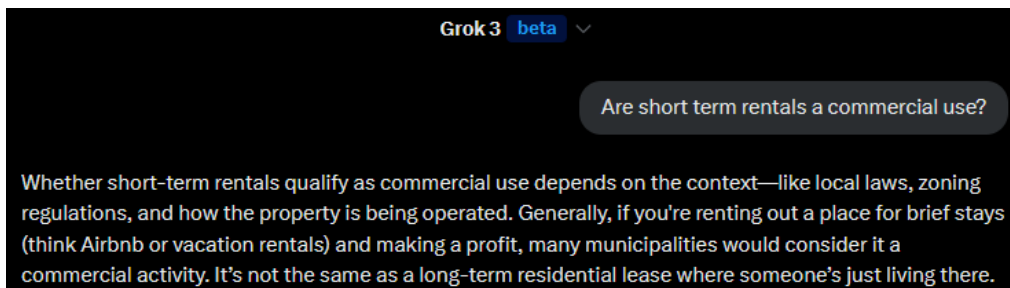 Grok 3 beta
Are short term rentals a commercial use?
Whether short-term rentals qualify as commercial use depends on the context—like local laws, zoning
regulations, and how the property is being operated. Generally, if you're renting out a place for brief stays
(think Airbnb or vacation rentals) and making a profit, many municipalities would consider it a
commercial activity. It’s not the same as a long-term residential lease where someone’s just living there.